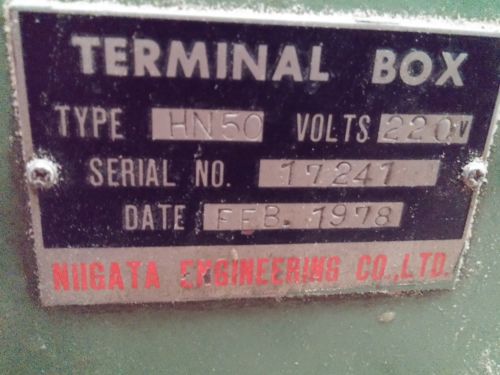 TERMINAL BOX
TYPE HN50 VOLTS 220V
SERIAL NO. 17241
DATE FEB. 1978
NIIGATA ENGINEERING CO.,LTD.